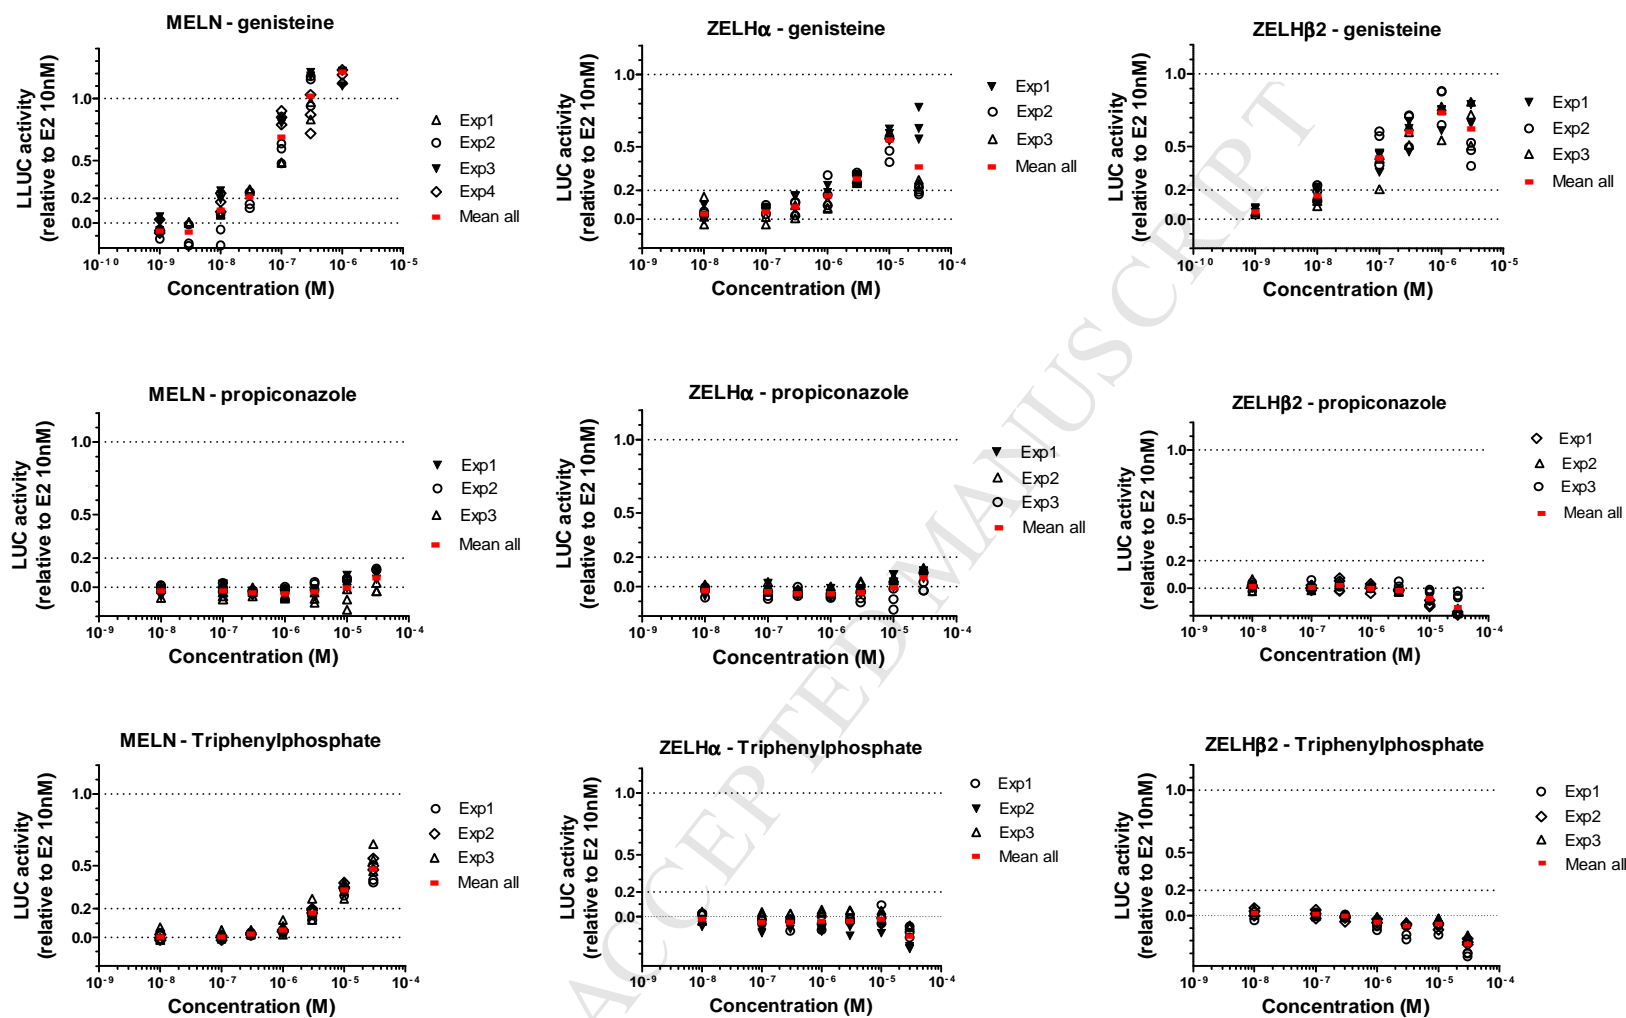 MELN - genisteine
LLUC activity
(relative to E2 10nM)
1.0
0.5
0.2
0.0
10⁻¹⁰ 10⁻⁹ 10⁻⁸ 10⁻⁷ 10⁻⁶ 10⁻⁵
Concentration (M)
Exp1
Exp2
Exp3
Exp4
Mean all
ZELHα - genisteine
LUC activity
(relative to E2 10nM)
1.0
0.5
0.2
0.0
10⁻⁹ 10⁻⁸ 10⁻⁷ 10⁻⁶ 10⁻⁵ 10⁻⁴
Concentration (M)
Exp1
Exp2
Exp3
Mean all
ZELHβ2 - genisteine
LUC activity
(relative to E2 10nM)
1.0
0.5
0.2
0.0
10⁻¹⁰ 10⁻⁹ 10⁻⁸ 10⁻⁷ 10⁻⁶ 10⁻⁵
Concentration (M)
Exp1
Exp2
Exp3
Mean all
MELN - propiconazole
LUC activity
(relative to E2 10nM)
1.0
0.5
0.2
0.0
10⁻⁹ 10⁻⁸ 10⁻⁷ 10⁻⁶ 10⁻⁵ 10⁻⁴
Concentration (M)
Exp1
Exp2
Exp3
Mean all
ZELHα - propiconazole
LUC activity
(relative to E2 10nM)
1.0
0.5
0.2
0.0
10⁻⁹ 10⁻⁸ 10⁻⁷ 10⁻⁶ 10⁻⁵ 10⁻⁴
Concentration (M)
Exp1
Exp2
Exp3
Mean all
ZELHβ2 - propiconazole
LUC activity
(relative to E2 10nM)
1.0
0.5
0.2
0.0
10⁻⁹ 10⁻⁸ 10⁻⁷ 10⁻⁶ 10⁻⁵ 10⁻⁴
Concentration (M)
Exp1
Exp2
Exp3
Mean all
MELN - Triphenylphosphate
LUC activity
(relative to E2 10nM)
1.0
0.5
0.2
0.0
10⁻⁹ 10⁻⁸ 10⁻⁷ 10⁻⁶ 10⁻⁵ 10⁻⁴
Concentration (M)
Exp1
Exp2
Exp3
Mean all
ZELHα - Triphenylphosphate
LUC activity
(relative to E2 10nM)
1.0
0.5
0.2
0.0
10⁻⁹ 10⁻⁸ 10⁻⁷ 10⁻⁶ 10⁻⁵ 10⁻⁴
Concentration (M)
Exp1
Exp2
Exp3
Mean all
ZELHβ2 - Triphenylphosphate
LUC activity
(relative to E2 10nM)
1.0
0.5
0.2
0.0
10⁻⁹ 10⁻⁸ 10⁻⁷ 10⁻⁶ 10⁻⁵ 10⁻⁴
Concentration (M)
Exp1
Exp2
Exp3
Mean all
ACCEPTED MANUSCRIPT